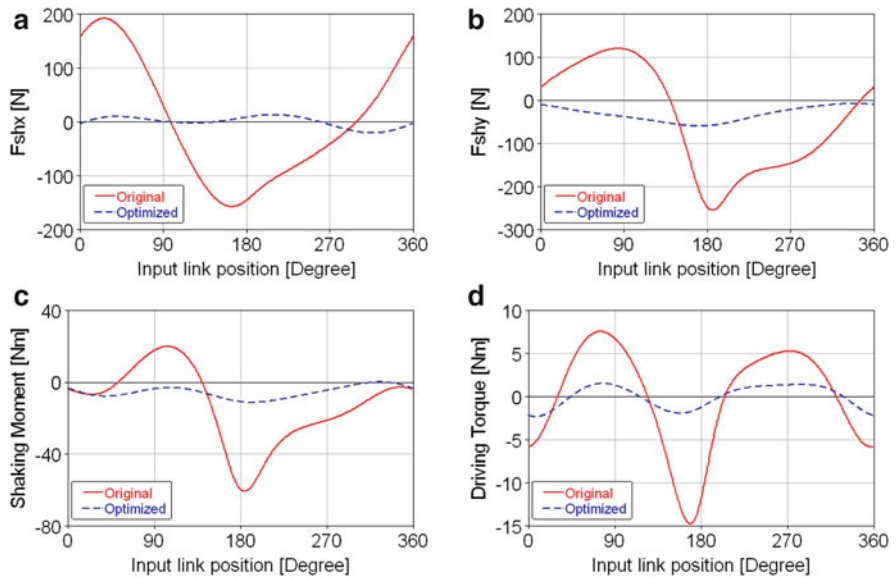 a
Fshx [N]
200
100
0
-100
-200
Original
Optimized
0
90
180
270
360
Input link position [Degree]
b
Fshy [N]
200
100
0
-100
-200
-300
Original
Optimized
0
90
180
270
360
Input link position [Degree]
c
Shaking Moment [Nm]
40
0
-40
-80
Original
Optimized
0
90
180
270
360
Input link position [Degree]
d
Driving Torque [Nm]
10
5
0
-5
-10
-15
Original
Optimized
0
90
180
270
360
Input link position [Degree]